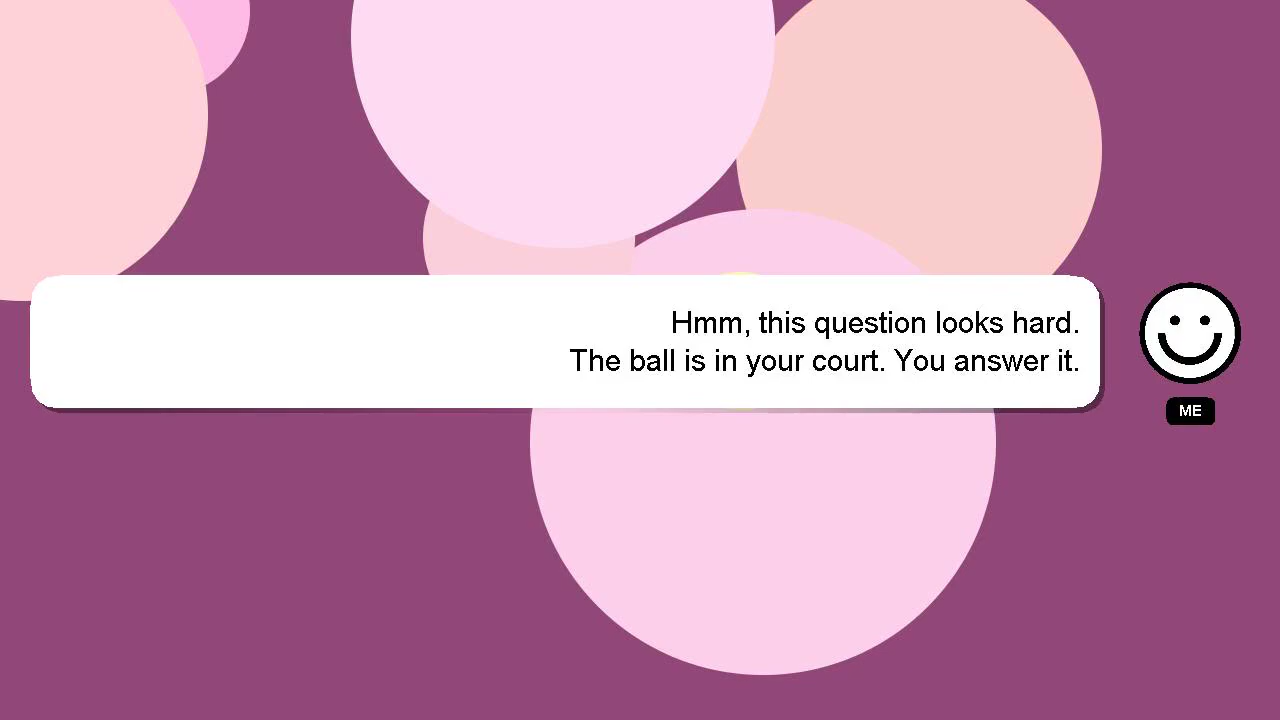 Hmm, this question looks hard.
The ball is in your court. You answer it.
ME